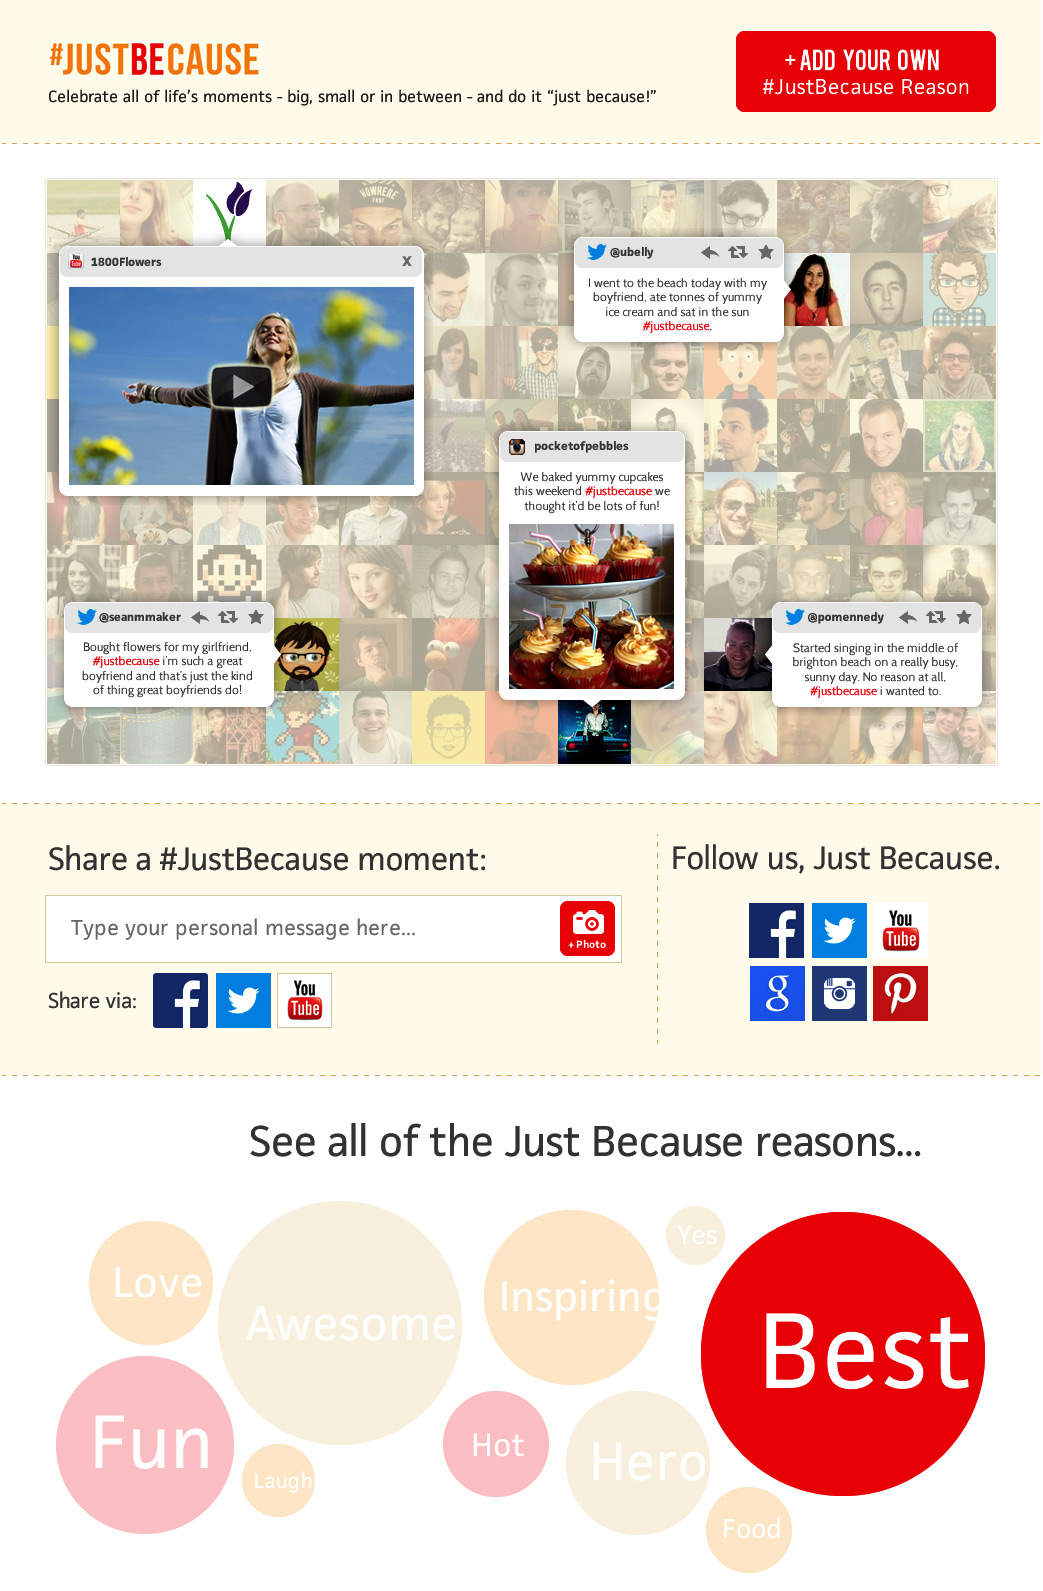 #JUSTBECAUSE
Celebrate all of life's moments - big, small or in between - and do it “just because!”
+ ADD YOUR OWN
#JustBecause Reason
NOWHERE
You Tube
1800Flowers
X
@ubelly
I went to the beach today with my
boyfriend, ate tonnes of yummy
ice cream and sat in the sun
#justbecause.
pocketofpebbles
We baked yummy cupcakes
this weekend #justbecause we
thought it'd be lots of fun!
@seanmmaker
Bought flowers for my girlfriend,
#justbecause i'm such a great
boyfriend and that's just the kind
of thing great boyfriends do!
@pomennedy
Started singing in the middle of
brighton beach on a really busy,
sunny day. No reason at all,
#justbecause i wanted to.
Share a #JustBecause moment:
Type your personal message here...
+ Photo
Share via:
f
You
Tube
Follow us, Just Because.
f
You
Tube
g
P
See all of the Just Because reasons...
Love
Awesome
Inspiring
Yes
Best
Fun
Laugh
Hot
Hero
Food